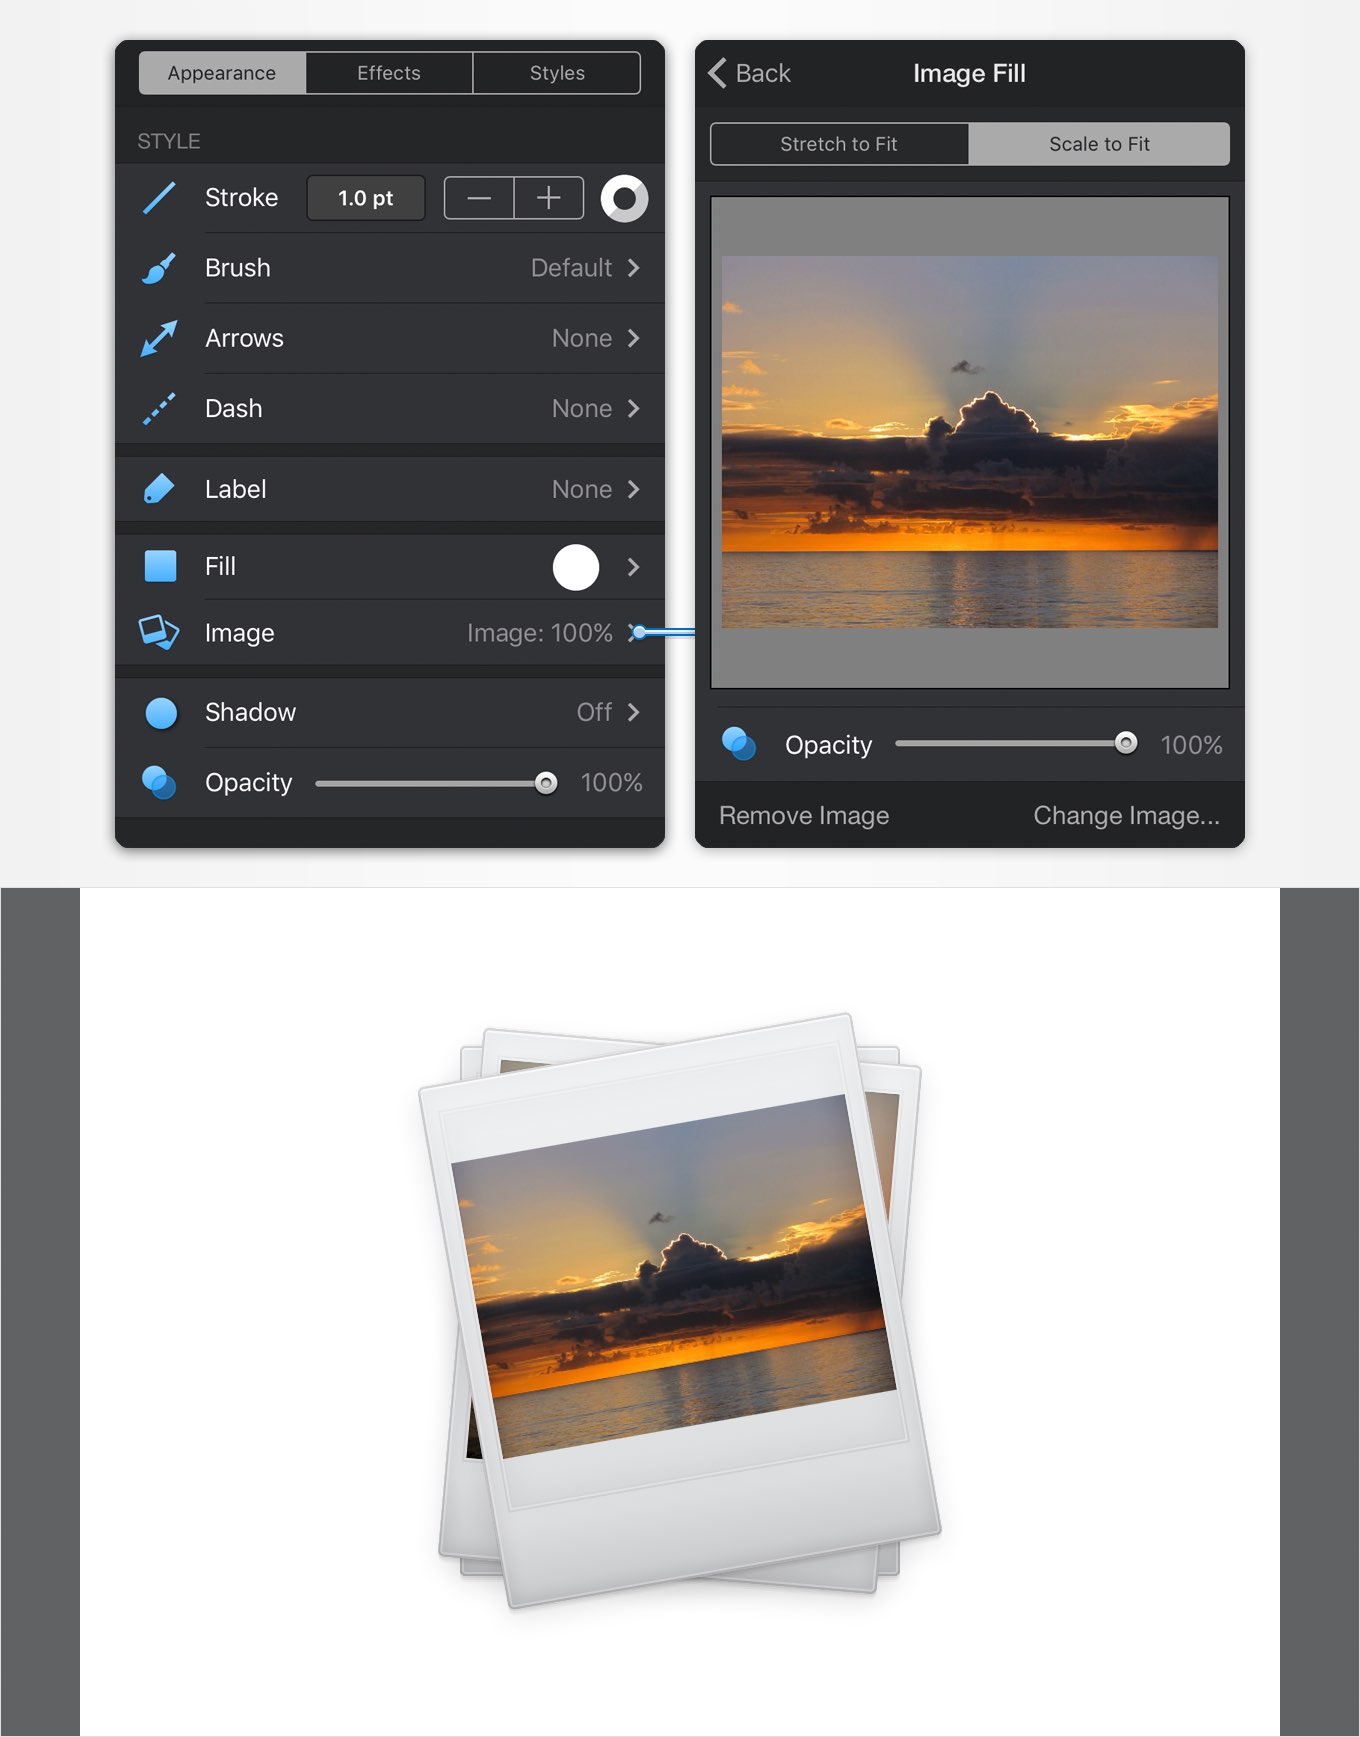 Appearance
Effects
Styles
STYLE
Stroke
1.0 pt
Brush
Default
Arrows
None
Dash
None
Label
None
Fill
Image
Image: 100%
Shadow
Off
Opacity
100%
Back
Image Fill
Stretch to Fit
Scale to Fit
Opacity
100%
Remove Image
Change Image...